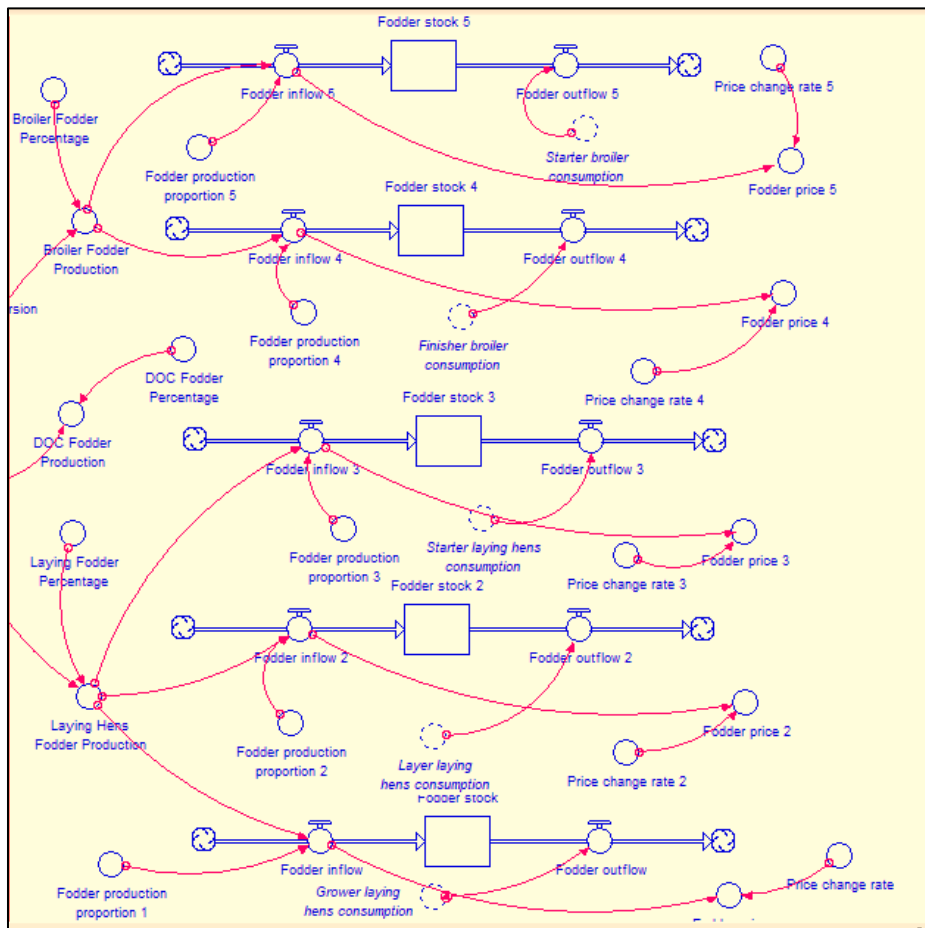 Fodder stock 5
Fodder inflow 5
Fodder outflow 5
Price change rate 5
Broiler Fodder
Percentage
Fodder production
proportion 5
Starter broiler
consumption
Fodder price 5
Fodder stock 4
Broiler Fodder
Production
Fodder inflow 4
Fodder outflow 4
rsion
Fodder production
proportion 4
Finisher broiler
consumption
Fodder price 4
DOC Fodder
Percentage
Fodder stock 3
Price change rate 4
DOC Fodder
Production
Fodder inflow 3
Fodder outflow 3
Laying Fodder
Percentage
Fodder production
proportion 3
Starter laying hens
consumption
Fodder price 3
Price change rate 3
Fodder stock 2
Fodder inflow 2
Fodder outflow 2
Laying Hens
Fodder Production
Fodder production
proportion 2
Layer laying
hens consumption
Fodder price 2
Price change rate 2
Fodder stock
Fodder inflow
Fodder outflow
Fodder production
proportion 1
Grower laying
hens consumption
Price change rate